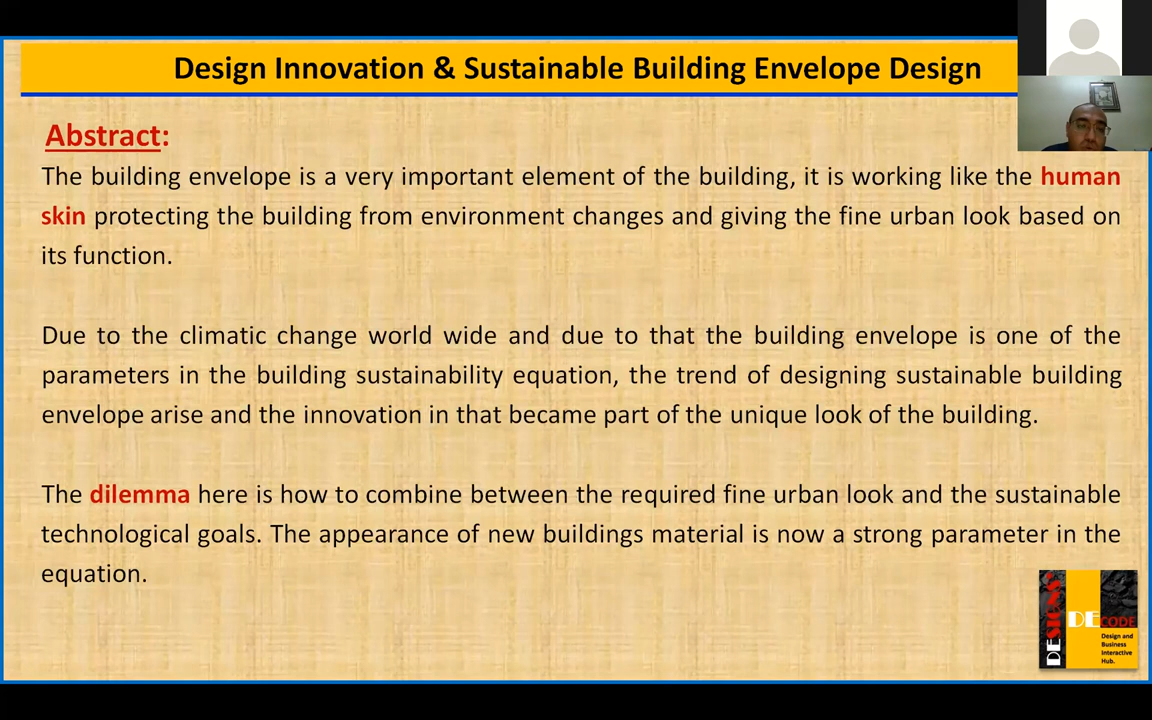 Design Innovation & Sustainable Building Envelope Design
Abstract:
The building envelope is a very important element of the building, it is working like the human
skin protecting the building from environment changes and giving the fine urban look based on
its function.
Due to the climatic change world wide and due to that the building envelope is one of the
parameters in the building sustainability equation, the trend of designing sustainable building
envelope arise and the innovation in that became part of the unique look of the building.
The dilemma here is how to combine between the required fine urban look and the sustainable
technological goals. The appearance of new buildings material is now a strong parameter in the
equation.
DESIGNS
DECODE
Design and
Business
Interactive
Hub.